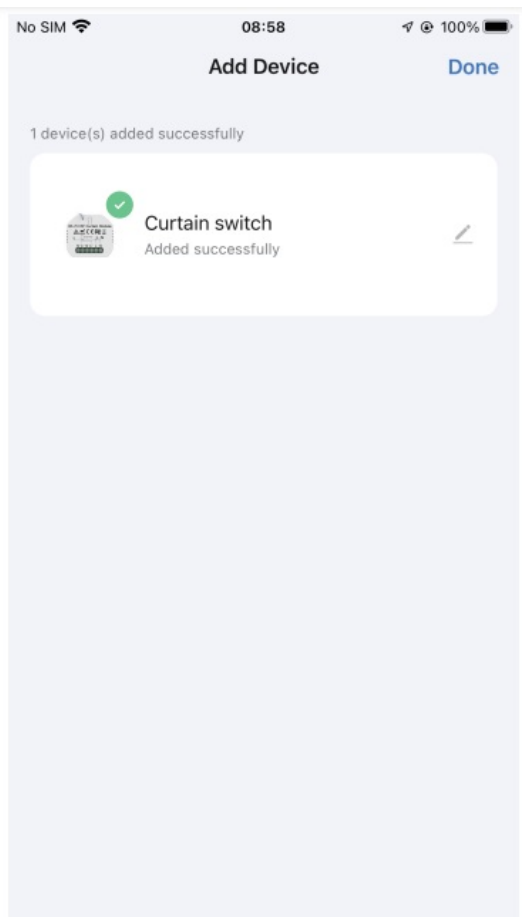 No SIM 08:58 100%
Add Device Done
1 device(s) added successfully
Curtain switch
Added successfully